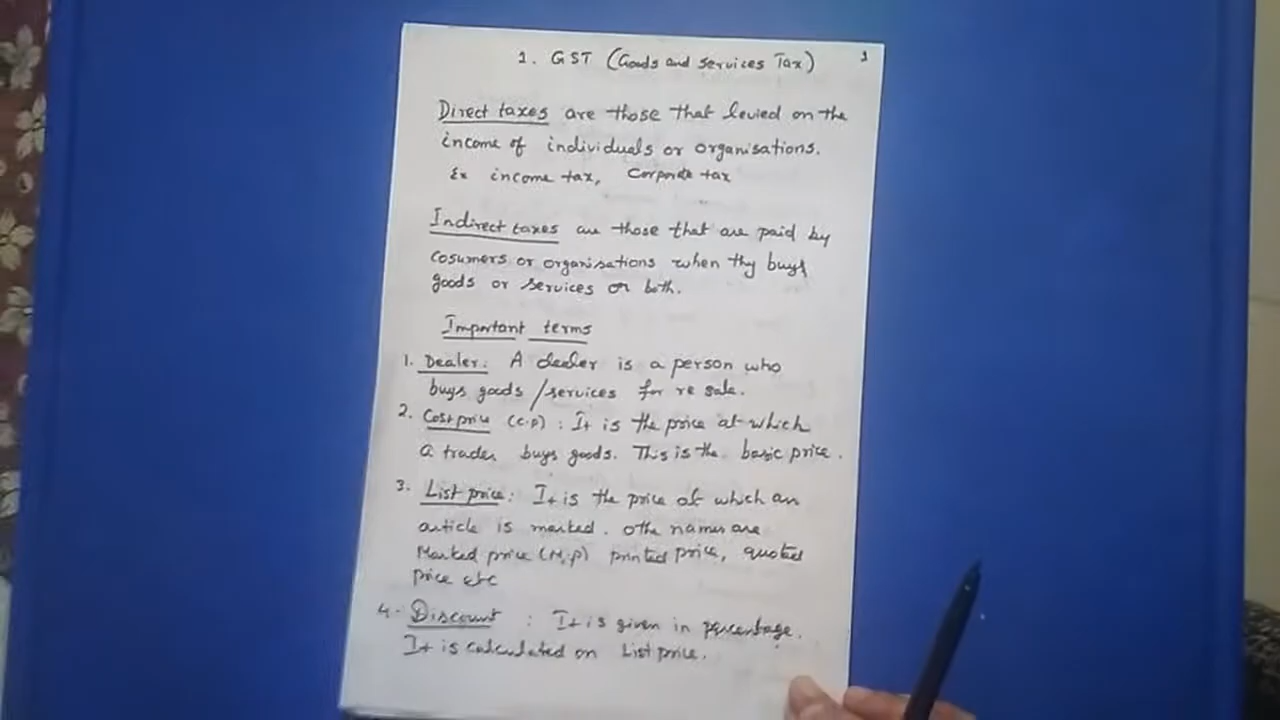 1. GST (Goods and services Tax) 1
Direct taxes are those that levied on the
income of individuals or organisations.
Ex income tax, Corporate tax
Indirect taxes are those that are paid by
cosumers or organisations when thy buys
goods or services or both.
Important terms
1. Dealer: A dealer is a person who
buys goods/services for re sale.
2. Cost price (C.P) : It is the price at which
a trader buys goods. This is the basic price.
3. List price: It is the price at which an
article is marked. othe names are
Marked price (M.p) printed price, quoted
price etc
4. Discount : It is given in percentage.
It is calculated on List price.